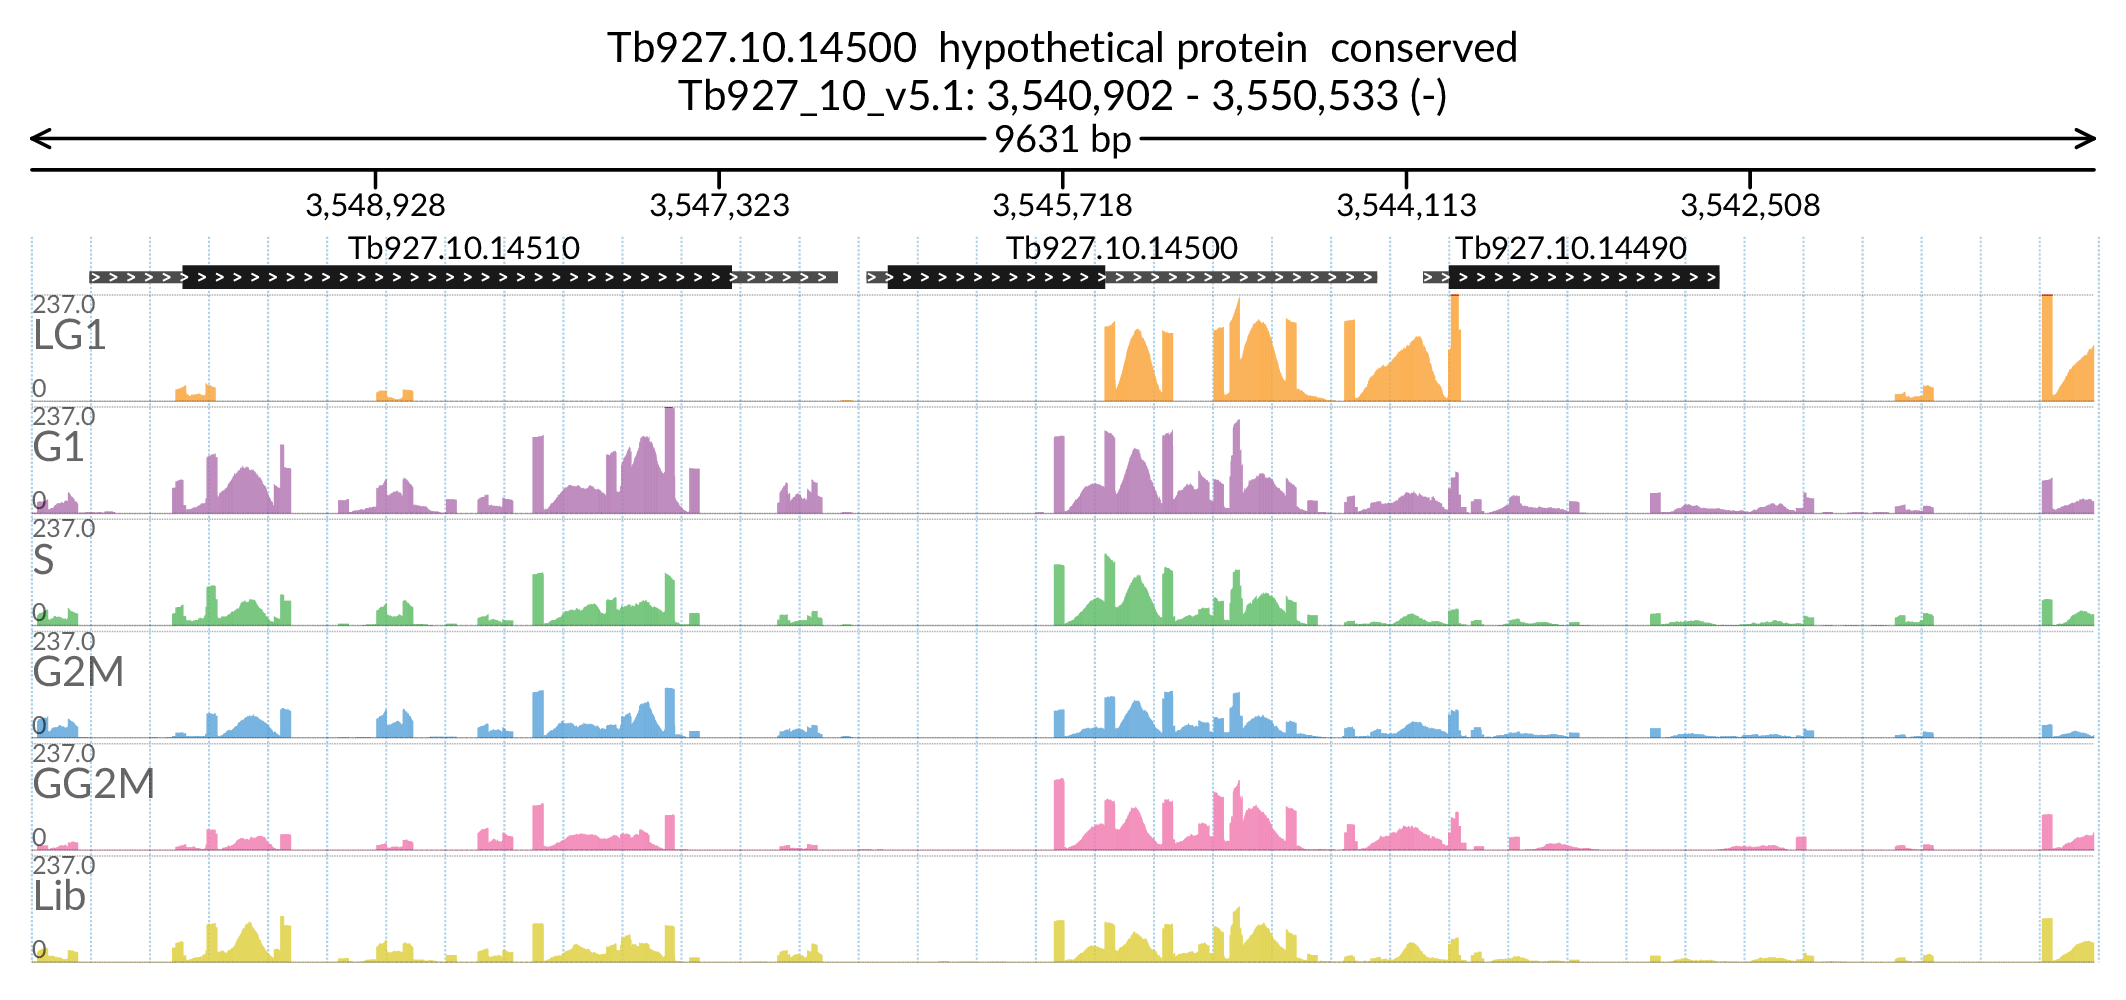 Tb927.10.14500  hypothetical protein  conserved
Tb927_10_v5.1: 3,540,902 - 3,550,533 (-)
9631 bp
3,548,928 3,547,323 3,545,718 3,544,113 3,542,508
Tb927.10.14510 Tb927.10.14500 Tb927.10.14490
237.0
LG1
0
237.0
G1
0
237.0
S
0
237.0
G2M
0
237.0
GG2M
0
237.0
Lib
0